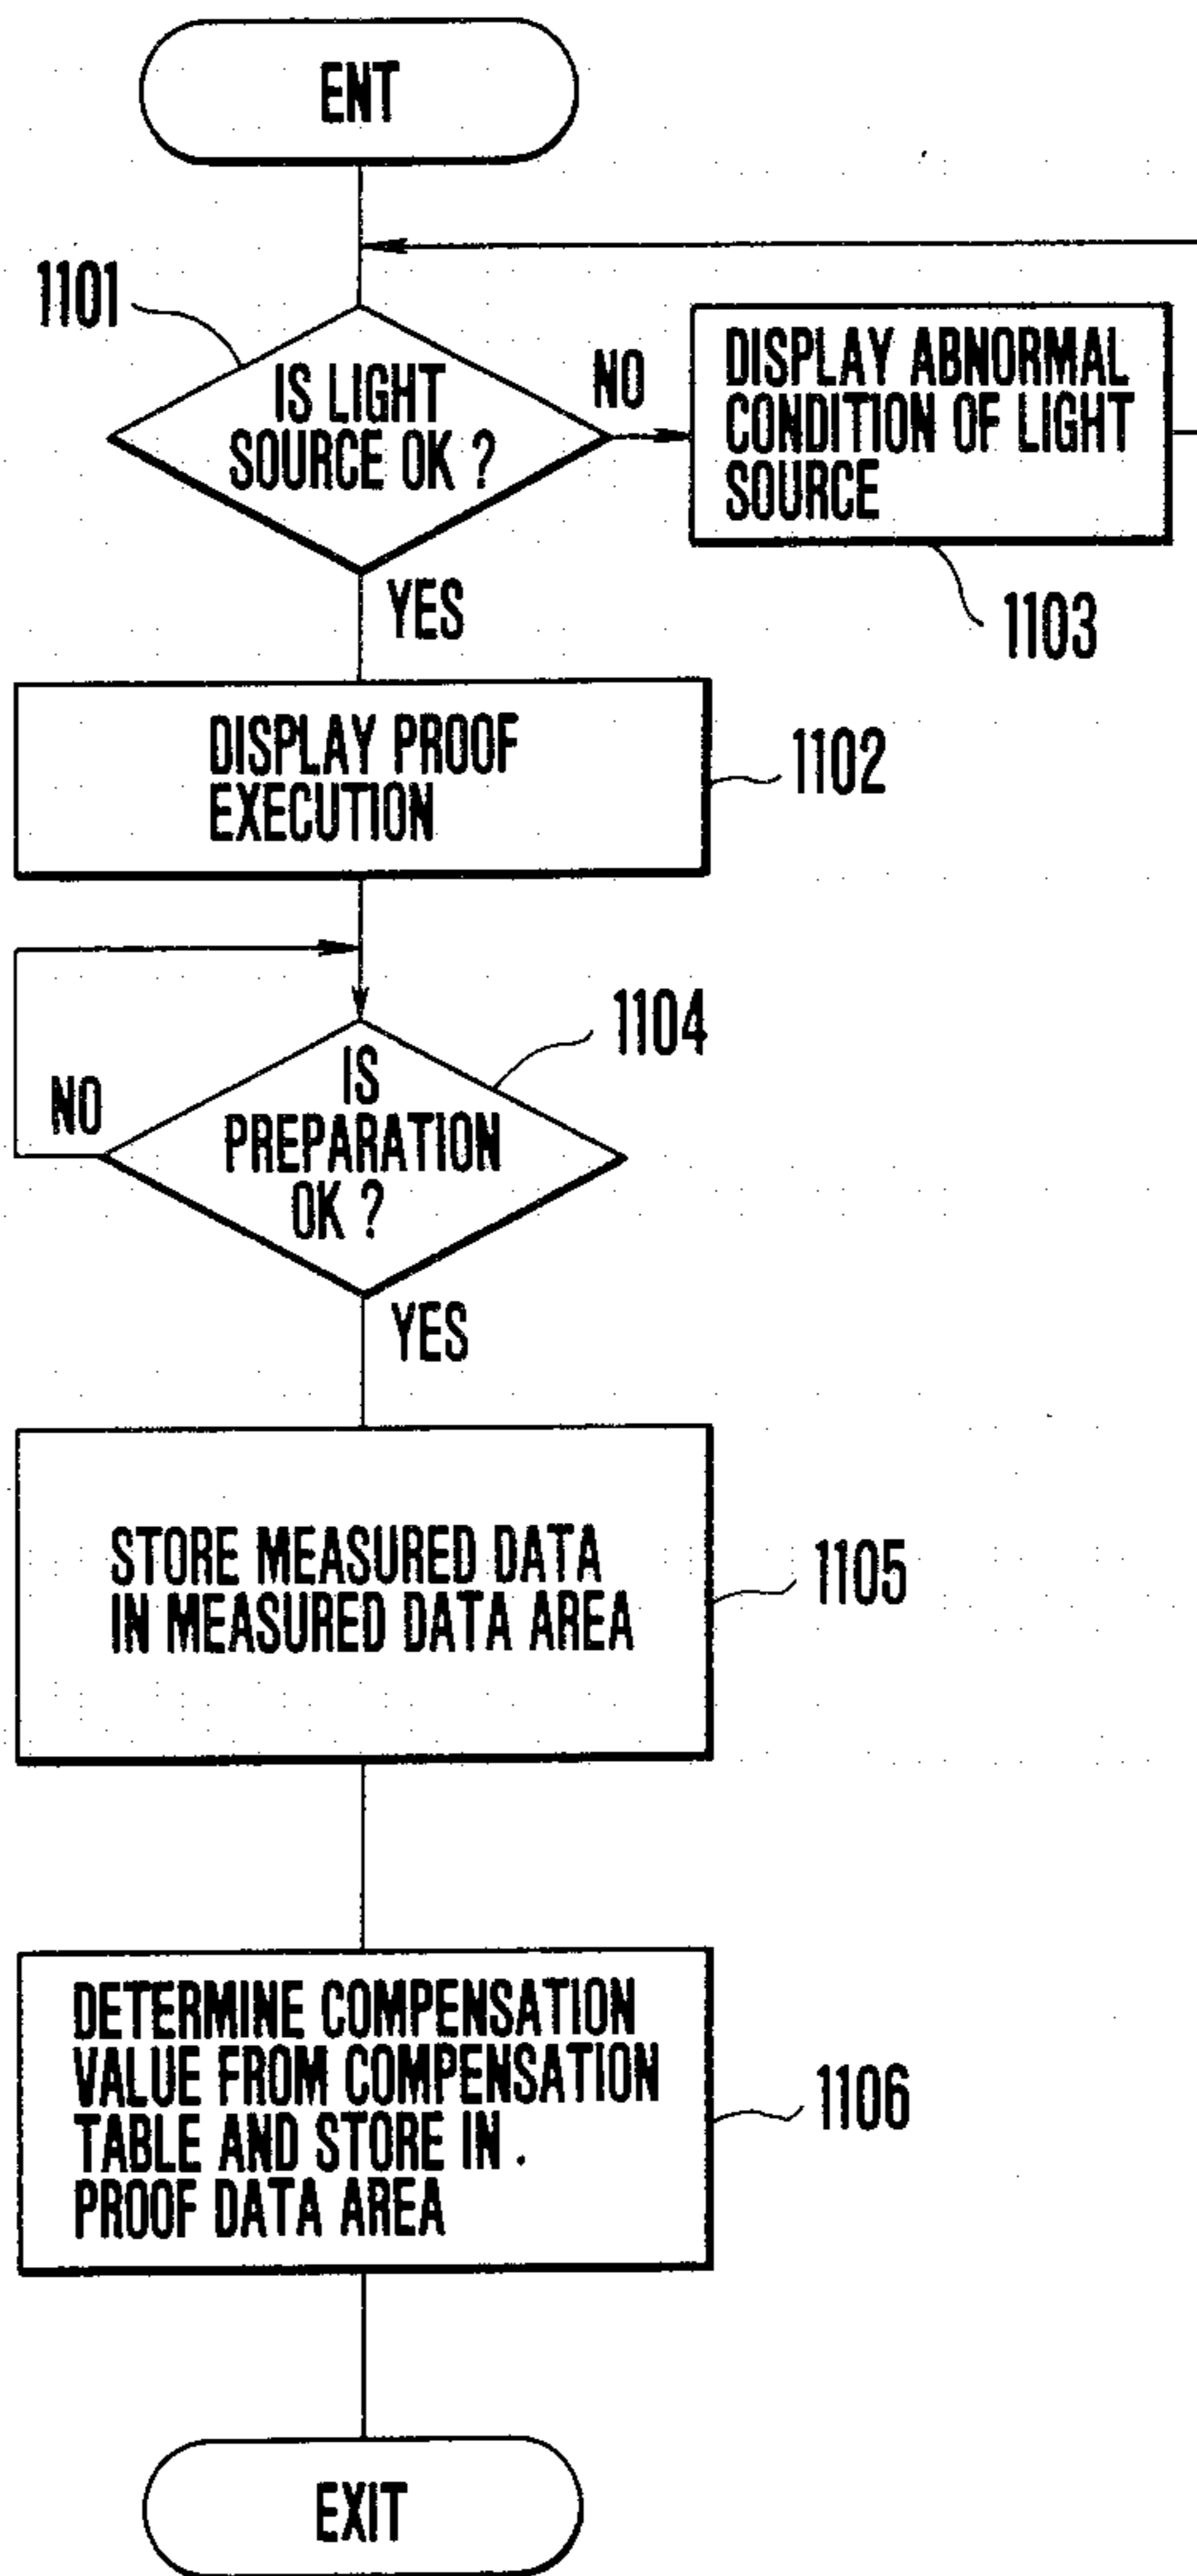 ENT
1101
IS LIGHT
SOURCE OK ?
NO
DISPLAY ABNORMAL
CONDITION OF LIGHT
SOURCE
1103
YES
DISPLAY PROOF
EXECUTION
1102
1104
IS
PREPARATION
OK ?
NO
YES
STORE MEASURED DATA
IN MEASURED DATA AREA
1105
DETERMINE COMPENSATION
VALUE FROM COMPENSATION
TABLE AND STORE IN .
PROOF DATA AREA
1106
EXIT